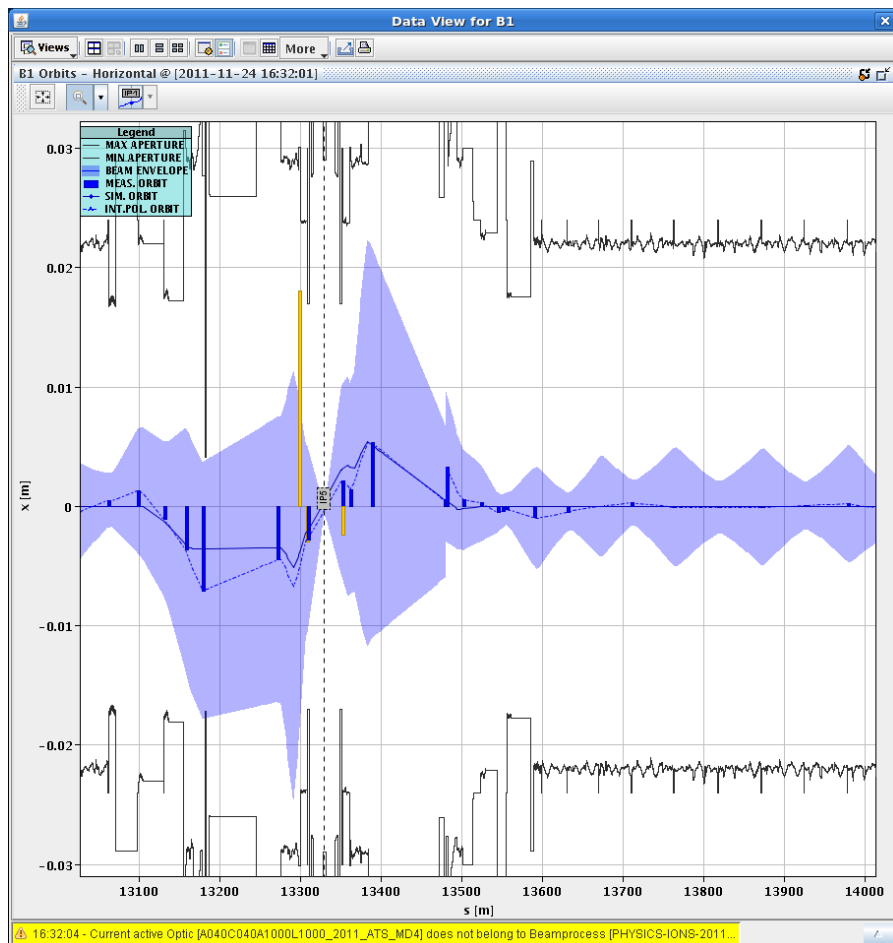 Data View for B1
Views
More
B1 Orbits - Horizontal @ [2011-11-24 16:32:01]
IP1
Legend
MAX APERTURE
MIN.APERTURE
BEAM ENVELOPE
MEAS. ORBIT
SIM. ORBIT
INT.POL. ORBIT
0.03
0.02
0.01
0
-0.01
-0.02
-0.03
x [m]
IP5
13100 13200 13300 13400 13500 13600 13700 13800 13900 14000
s [m]
16:32:04 - Current active Optic [A040C040A1000L1000_2011_ATS_MD4] does not belong to Beamprocess [PHYSICS-IONS-2011...